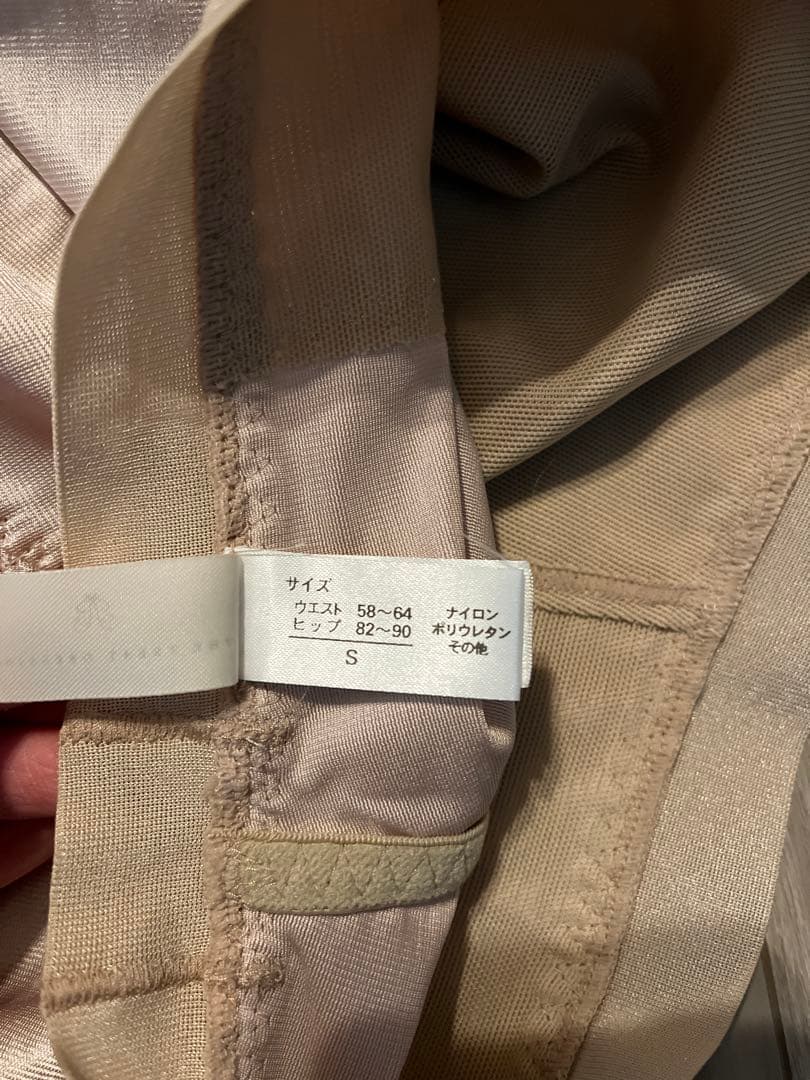 サイズ
ウエスト 58〜64
ヒップ 82〜90
S
ナイロン
ポリウレタン
その他